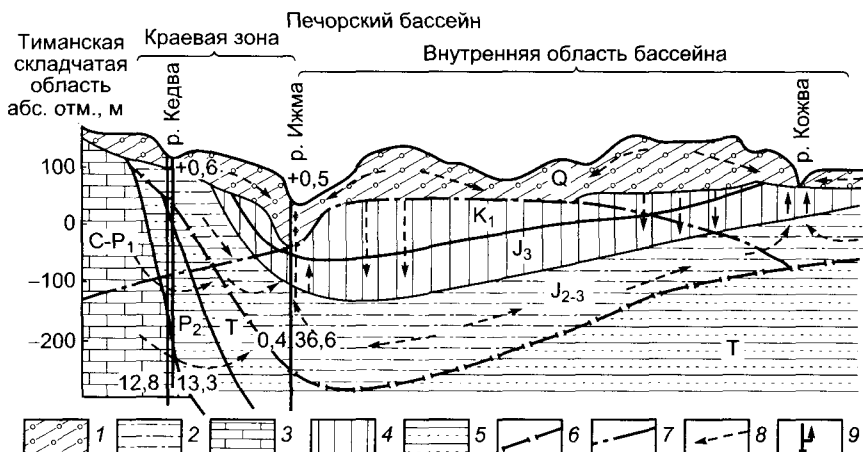 Печорский бассейн
Тиманская
складчатая
область
абс. отм., м
Краевая зона
Внутренняя область бассейна
р. Кедва
р. Ижма
р. Кожва
100
0
−100
−200
+0,6
+0,5
Q
K1
J3
J2-3
C-P1
P2
T
T
0,4
36,6
12,8
13,3
1
2
3
4
5
6
7
8
9